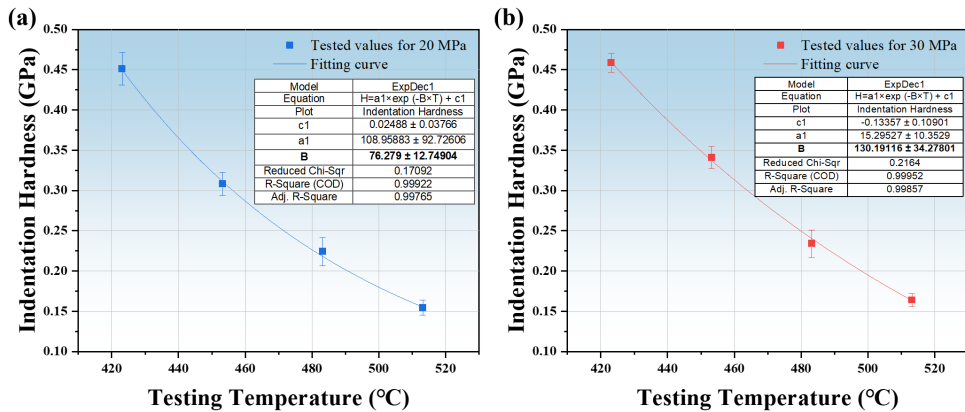 (a)
Indentation Hardness (GPa)
0.50
0.45
0.40
0.35
0.30
0.25
0.20
0.15
0.10
Tested values for 20 MPa
Fitting curve
Model ExpDec1
Equation H=a1×exp (-B×T) + c1
Plot Indentation Hardness
c1 0.02488 ± 0.03766
a1 108.95883 ± 92.72606
B 76.279 ± 12.74904
Reduced Chi-Sqr 0.17092
R-Square (COD) 0.99922
Adj. R-Square 0.99765
420 440 460 480 500 520
Testing Temperature (℃)
(b)
Indentation Hardness (GPa)
0.50
0.45
0.40
0.35
0.30
0.25
0.20
0.15
0.10
Tested values for 30 MPa
Fitting curve
Model ExpDec1
Equation H=a1×exp (-B×T) + c1
Plot Indentation Hardness
c1 -0.13357 ± 0.10901
a1 15.29527 ± 10.3529
B 130.19116 ± 34.27801
Reduced Chi-Sqr 0.2164
R-Square (COD) 0.99952
Adj. R-Square 0.99857
420 440 460 480 500 520
Testing Temperature (℃)